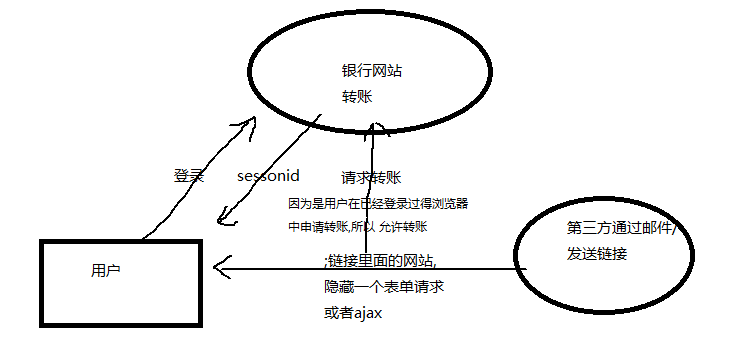 银行网站
转账
登录
sessonid
请求转账
因为是用户在已经登录过得浏览器
中申请转账,所以 允许转账
用户
第三方通过邮件/
发送链接
;链接里面的网站,
隐藏一个表单请求
或者ajax